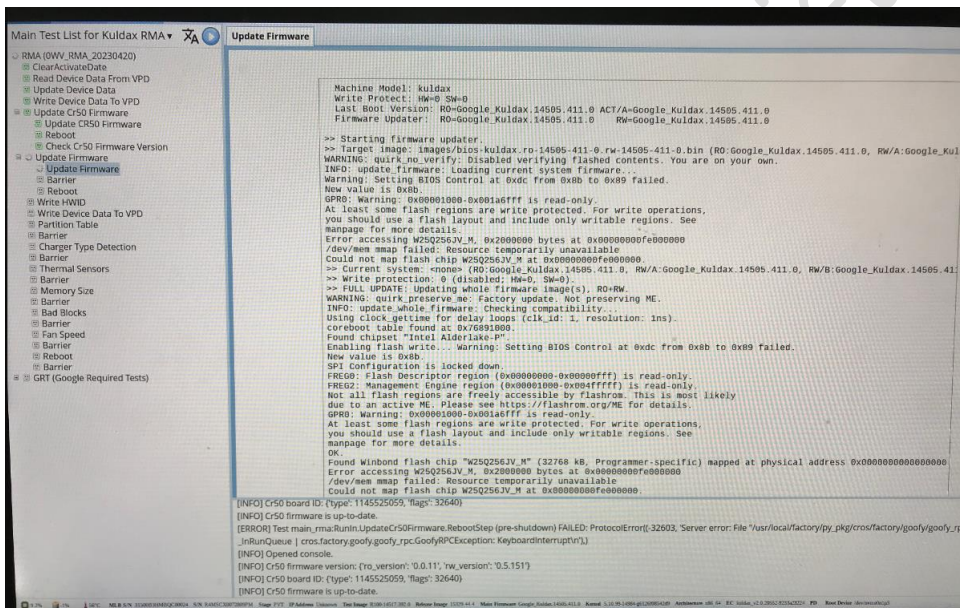 Main Test List for Kuldax RMA▾
Update Firmware
RMA (0WV_RMA_20230420)
ClearActivateDate
Read Device Data From VPD
Update Device Data
Write Device Data To VPD
Update Cr50 Firmware
Update CR50 Firmware
Reboot
Check Cr50 Firmware Version
Update Firmware
Update Firmware
Barrier
Reboot
Write HWID
Write Device Data To VPD
Partition Table
Barrier
Charger Type Detection
Barrier
Thermal Sensors
Barrier
Memory Size
Barrier
Bad Blocks
Barrier
Fan Speed
Barrier
Reboot
Barrier
GRT (Google Required Tests)
Machine Model: kuldax
Write Protect: HW=0 SW=0
Last Boot Version: RO=Google_Kuldax.14505.411.0 ACT/A=Google_Kuldax.14505.411.0
Firmware Updater: RO=Google_Kuldax.14505.411.0 RW=Google_Kuldax.14505.411.0
>> Starting firmware updater.
>> Target image: images/bios-kuldax.ro-14505-411-0.rw-14505-411-0.bin (RO:Google_Kuldax.14505.411.0, RW/A:Google_Kul
WARNING: quirk_no_verify: Disabled verifying flashed contents. You are on your own.
INFO: update_firmware: Loading current system firmware...
Warning: Setting BIOS Control at 0xdc from 0x8b to 0x89 failed.
New value is 0x8b.
GPR0: Warning: 0x00001000-0x001a6fff is read-only.
At least some flash regions are write protected. For write operations,
you should use a flash layout and include only writable regions. See
manpage for more details.
Error accessing W25Q256JV_M, 0x2000000 bytes at 0x00000000fe000000
/dev/mem mmap failed: Resource temporarily unavailable
Could not map flash chip W25Q256JV_M at 0x00000000fe000000.
>> Current system: <none> (RO:Google_Kuldax.14505.411.0, RW/A:Google_Kuldax.14505.411.0, RW/B:Google_Kuldax.14505.41
>> Write protection: 0 (disabled; HW=0, SW=0).
>> FULL UPDATE: Updating whole firmware image(s), RO+RW.
WARNING: quirk_preserve_me: Factory update. Not preserving ME.
INFO: update_whole_firmware: Checking compatibility...
Using clock_gettime for delay loops (clk_id: 1, resolution: 1ns).
coreboot table found at 0x76891000.
Found chipset "Intel Alderlake-P".
Enabling flash write... Warning: Setting BIOS Control at 0xdc from 0x8b to 0x89 failed.
New value is 0x8b.
SPI Configuration is locked down.
FREG0: Flash Descriptor region (0x00000000-0x00000fff) is read-only.
FREG2: Management Engine region (0x00001000-0x004fffff) is read-only.
Not all flash regions are freely accessible by flashrom. This is most likely
due to an active ME. Please see https://flashrom.org/ME for details.
GPR0: Warning: 0x00001000-0x001a6fff is read-only.
At least some flash regions are write protected. For write operations,
you should use a flash layout and include only writable regions. See
manpage for more details.
OK.
Found Winbond flash chip "W25Q256JV_M" (32768 kB, Programmer-specific) mapped at physical address 0x0000000000000000
Error accessing W25Q256JV_M, 0x2000000 bytes at 0x00000000fe000000
/dev/mem mmap failed: Resource temporarily unavailable
Could not map flash chip W25Q256JV_M at 0x00000000fe000000.
[INFO] Cr50 board ID: {'type': 1145525059, 'flags': 32640}
[INFO] Cr50 firmware is up-to-date.
[ERROR] Test main_rma:RunIn.UpdateCr50Firmware.RebootStep (pre-shutdown) FAILED: ProtocolError((-32603, 'Server error: File "/usr/local/factory/py_pkg/cros/factory/goofy/goofy_rp
_InRunQueue | cros.factory.goofy.goofy_rpc.GoofyRPCException: KeyboardInterrupt\n'),)
[INFO] Opened console.
[INFO] Cr50 firmware version: {'ro_version': '0.0.11', 'rw_version': '0.5.151'}
[INFO] Cr50 board ID: {'type': 1145525059, 'flags': 32640}
[INFO] Cr50 firmware is up-to-date.